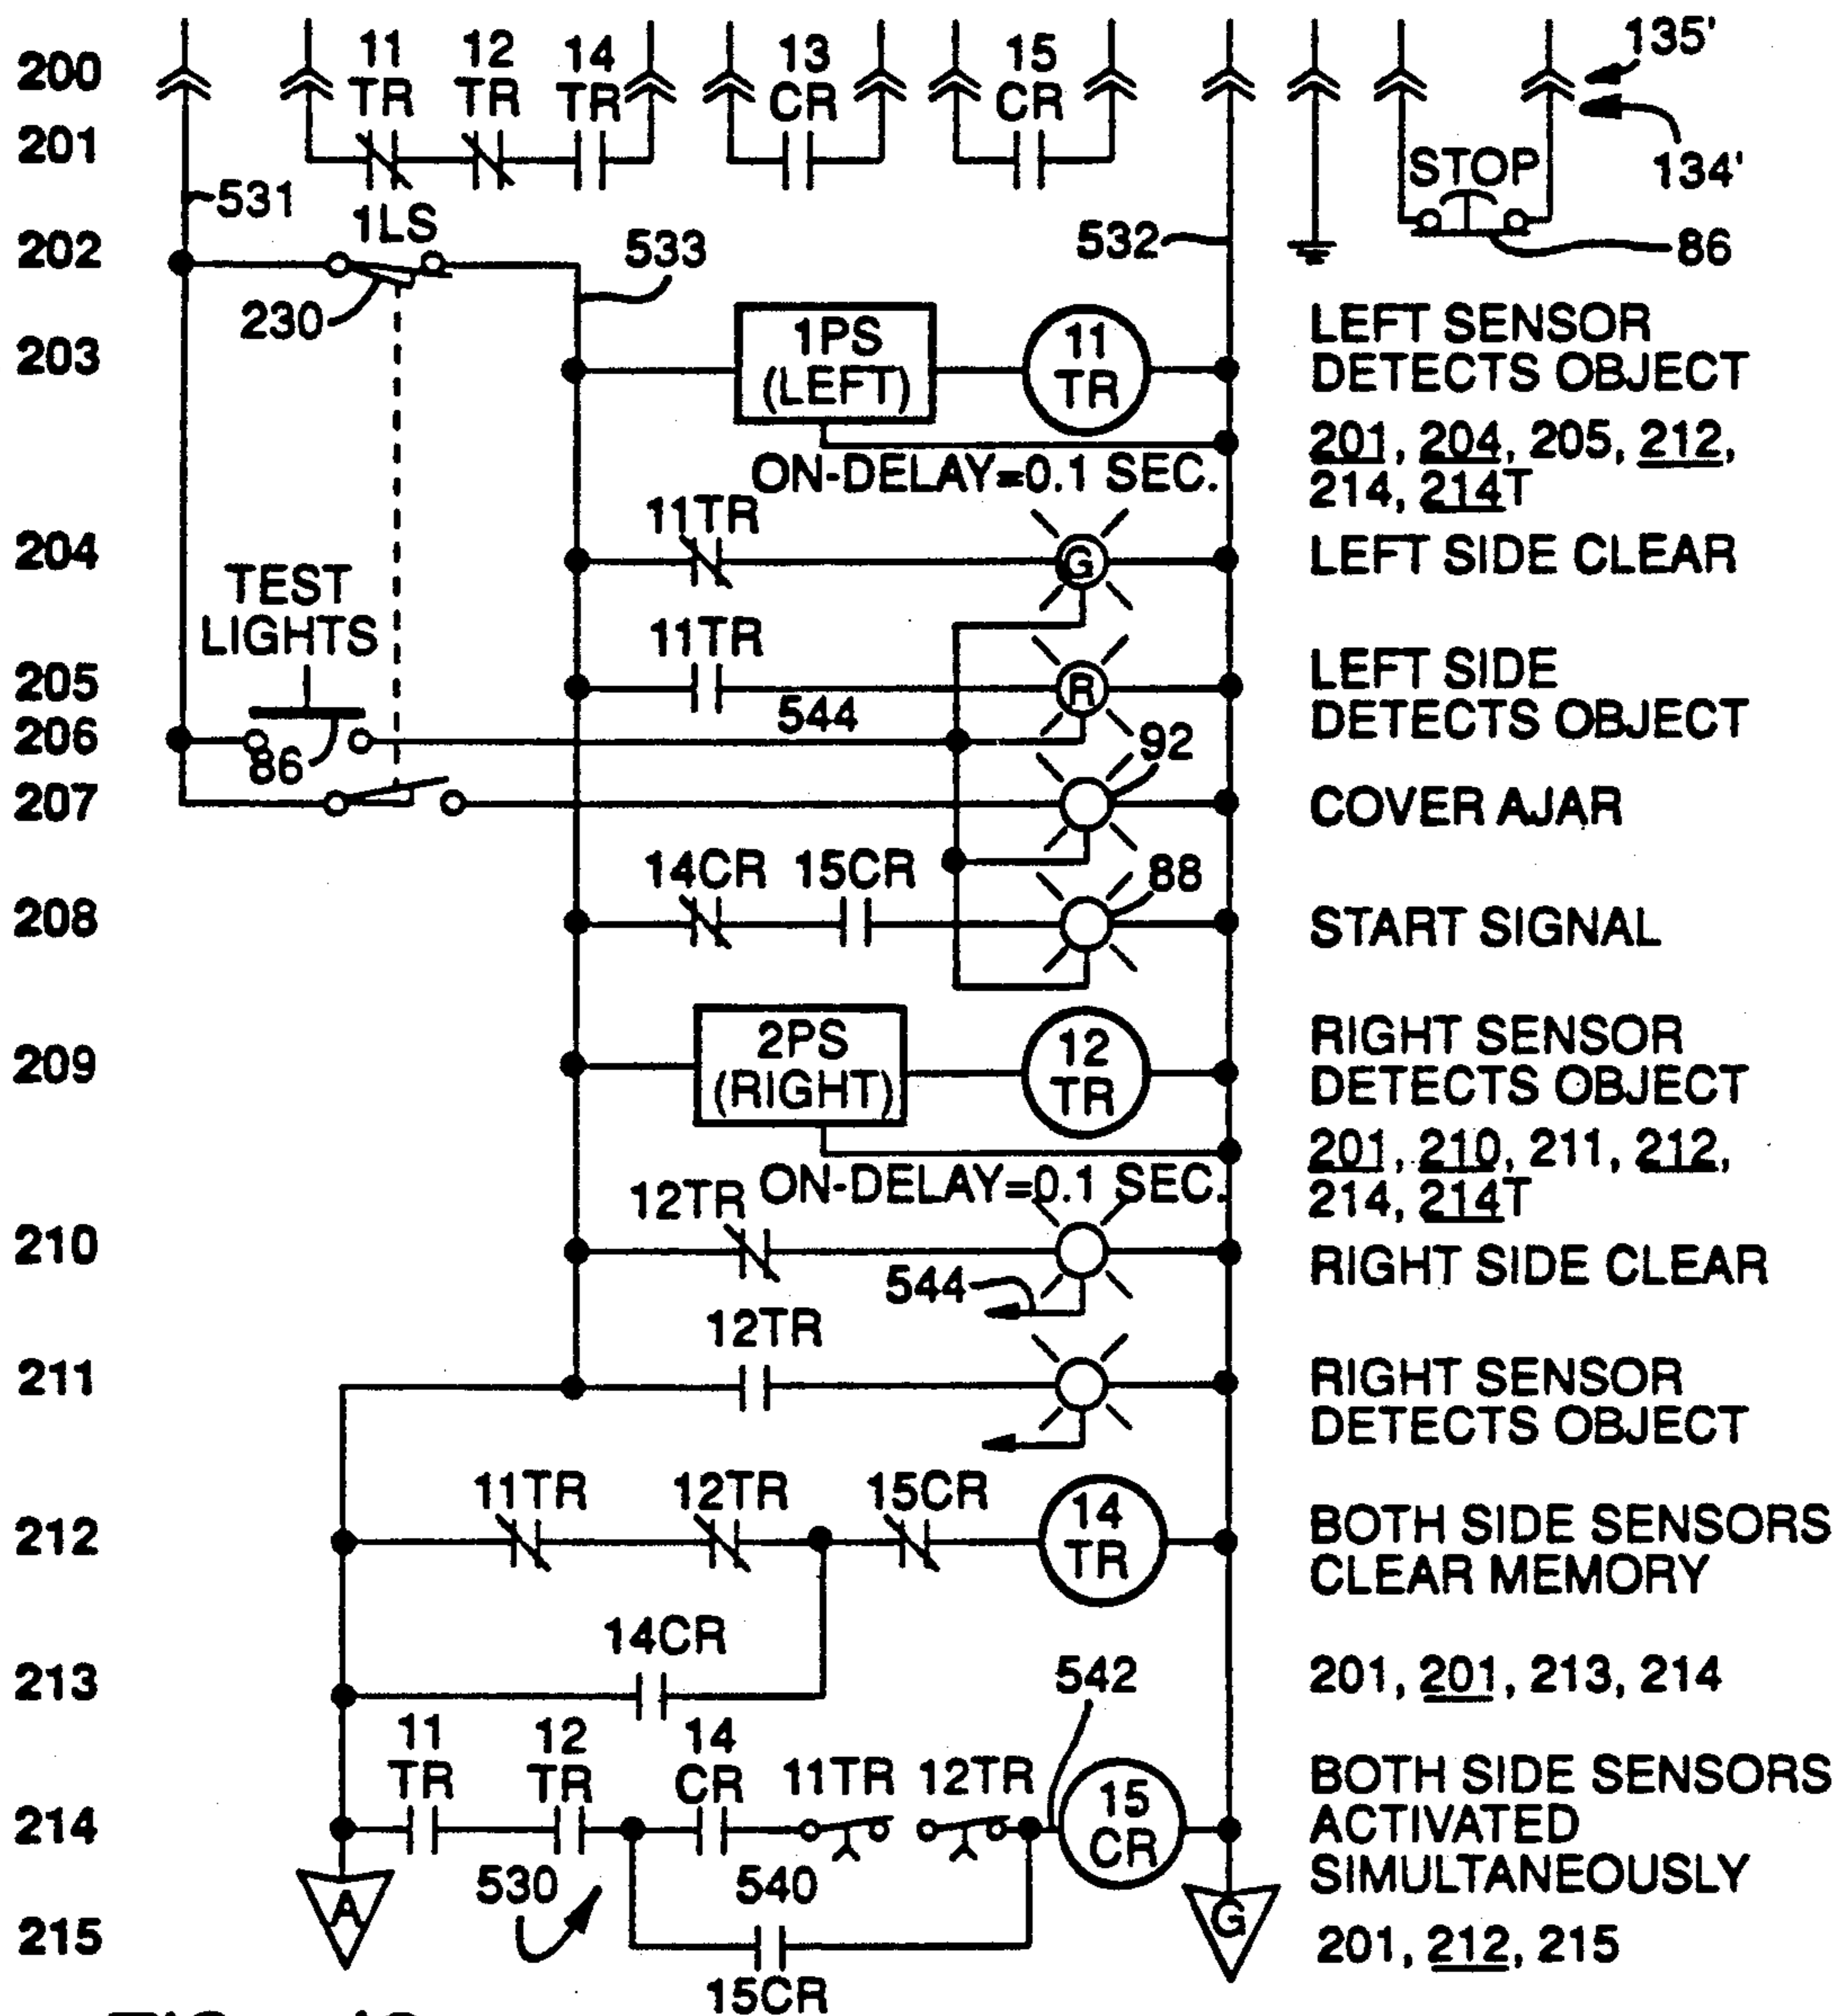 200
11
TR
12
TR
14
TR
13
CR
15
CR
135'
134'
201
STOP
86
531
1LS
202
230
533
532
203
1PS
(LEFT)
11
TR
LEFT SENSOR
DETECTS OBJECT
201, 204, 205, 212,
214, 214T
ON-DELAY=0.1 SEC.
204
11TR
G
LEFT SIDE CLEAR
TEST
LIGHTS
205
11TR
R
LEFT SIDE
DETECTS OBJECT
206
86
544
92
207
COVER AJAR
208
14CR
15CR
88
START SIGNAL
209
2PS
(RIGHT)
12
TR
RIGHT SENSOR
DETECTS OBJECT
201, 210, 211, 212,
214, 214T
ON-DELAY=0.1 SEC.
210
12TR
544
RIGHT SIDE CLEAR
211
12TR
RIGHT SENSOR
DETECTS OBJECT
212
11TR
12TR
15CR
14
TR
BOTH SIDE SENSORS
CLEAR MEMORY
213
14CR
542
201, 201, 213, 214
214
11
TR
12
TR
14
CR
11TR
12TR
15
CR
BOTH SIDE SENSORS
ACTIVATED
SIMULTANEOUSLY
A
530
540
G
215
15CR
201, 212, 215